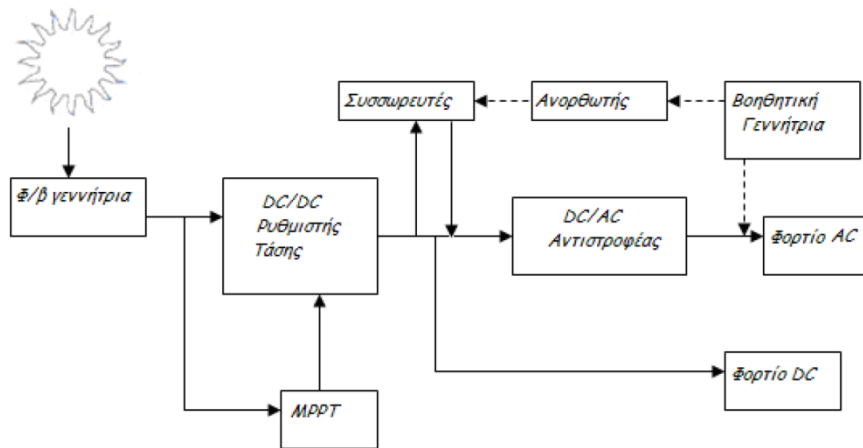 Συσσωρευτές
Ανορθωτής
Βοηθητική
Γεννήτρια
Φ/β γεννήτρια
DC/DC
Ρυθμιστής
Τάσης
DC/AC
Αντιστροφέας
Φορτίο AC
MPPT
Φορτίο DC